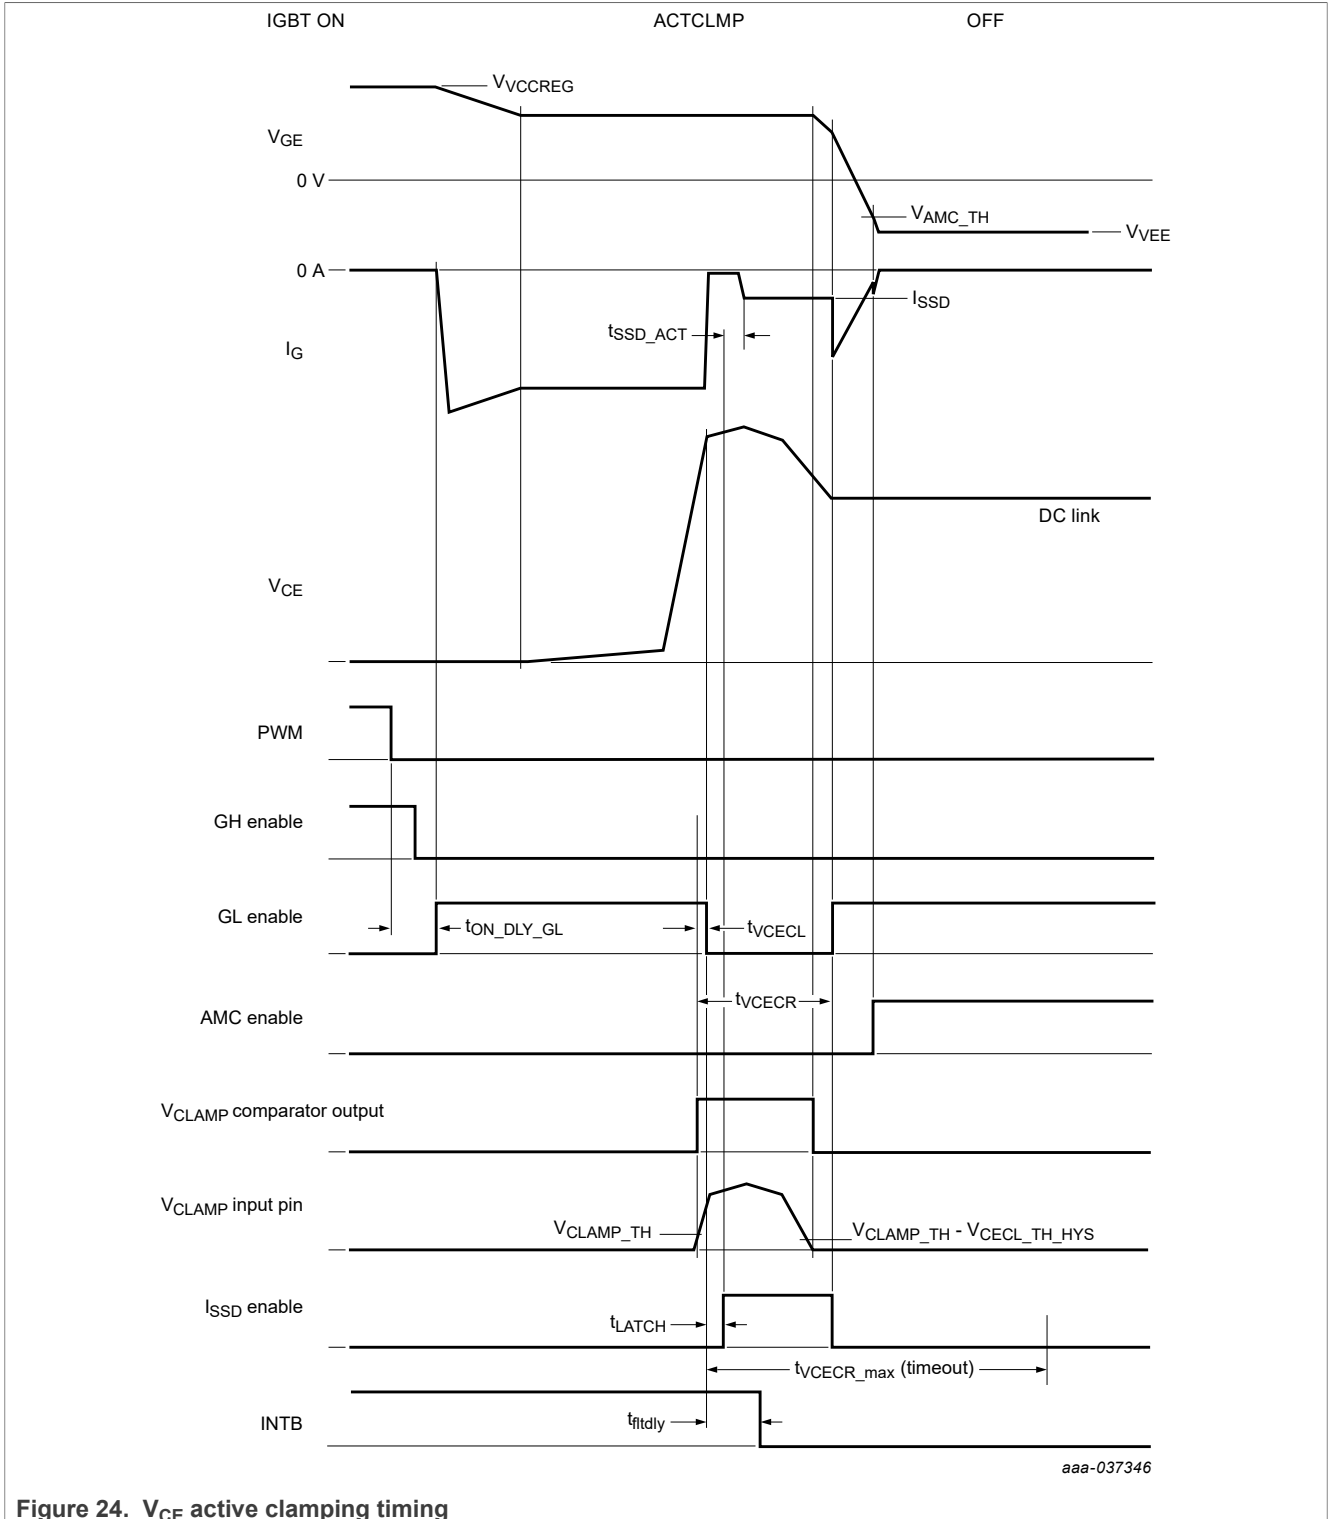 IGBT ON ACTCLMP OFF
VVCCREG
VGE
0 V
VAMC_TH
VVEE
0 A
ISSD
tSSD_ACT
IG
DC link
VCE
PWM
GH enable
GL enable
tON_DLY_GL
tVCECL
tVCECR
AMC enable
VCLAMP comparator output
VCLAMP input pin
VCLAMP_TH
VCLAMP_TH - VCECL_TH_HYS
ISSD enable
tLATCH
tVCECR_max (timeout)
INTB
tfltdly
aaa-037346
Figure 24. VCE active clamping timing